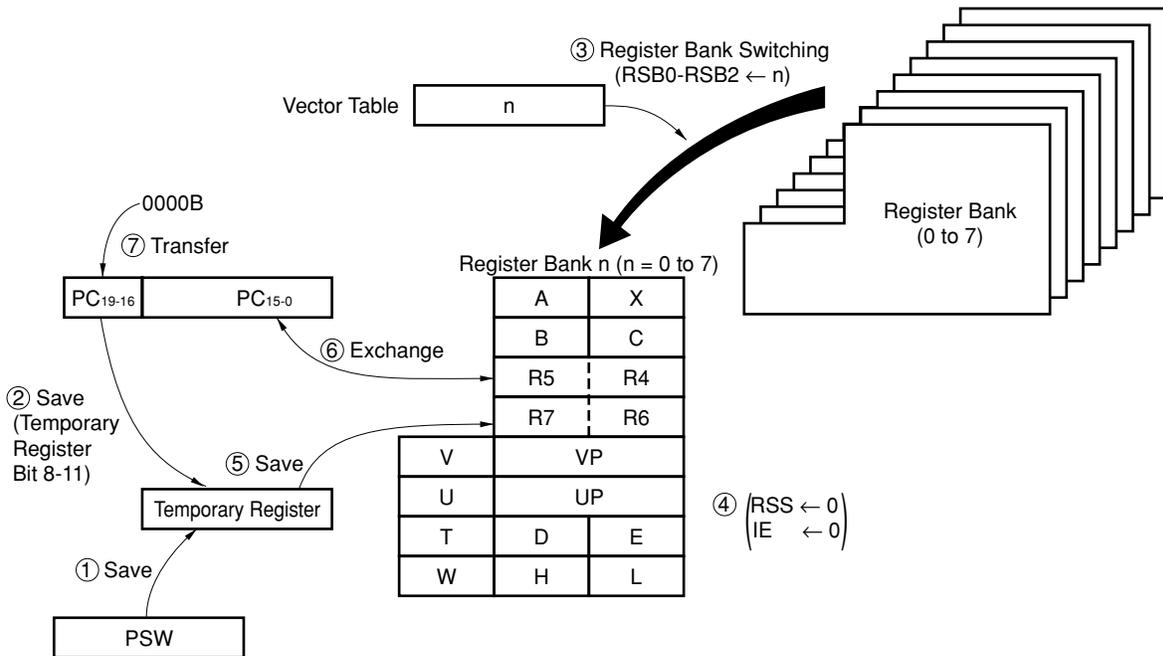 ③ Register Bank Switching
(RSB0-RSB2 ← n)
Vector Table
n
Register Bank
(0 to 7)
0000B
⑦ Transfer
PC19-16
PC15-0
Register Bank n (n = 0 to 7)
A X
B C
⑥ Exchange
R5 R4
R7 R6
② Save
(Temporary
Register
Bit 8-11)
⑤ Save
V VP
U UP
T D E
W H L
④ (RSS ← 0
IE ← 0)
Temporary Register
① Save
PSW